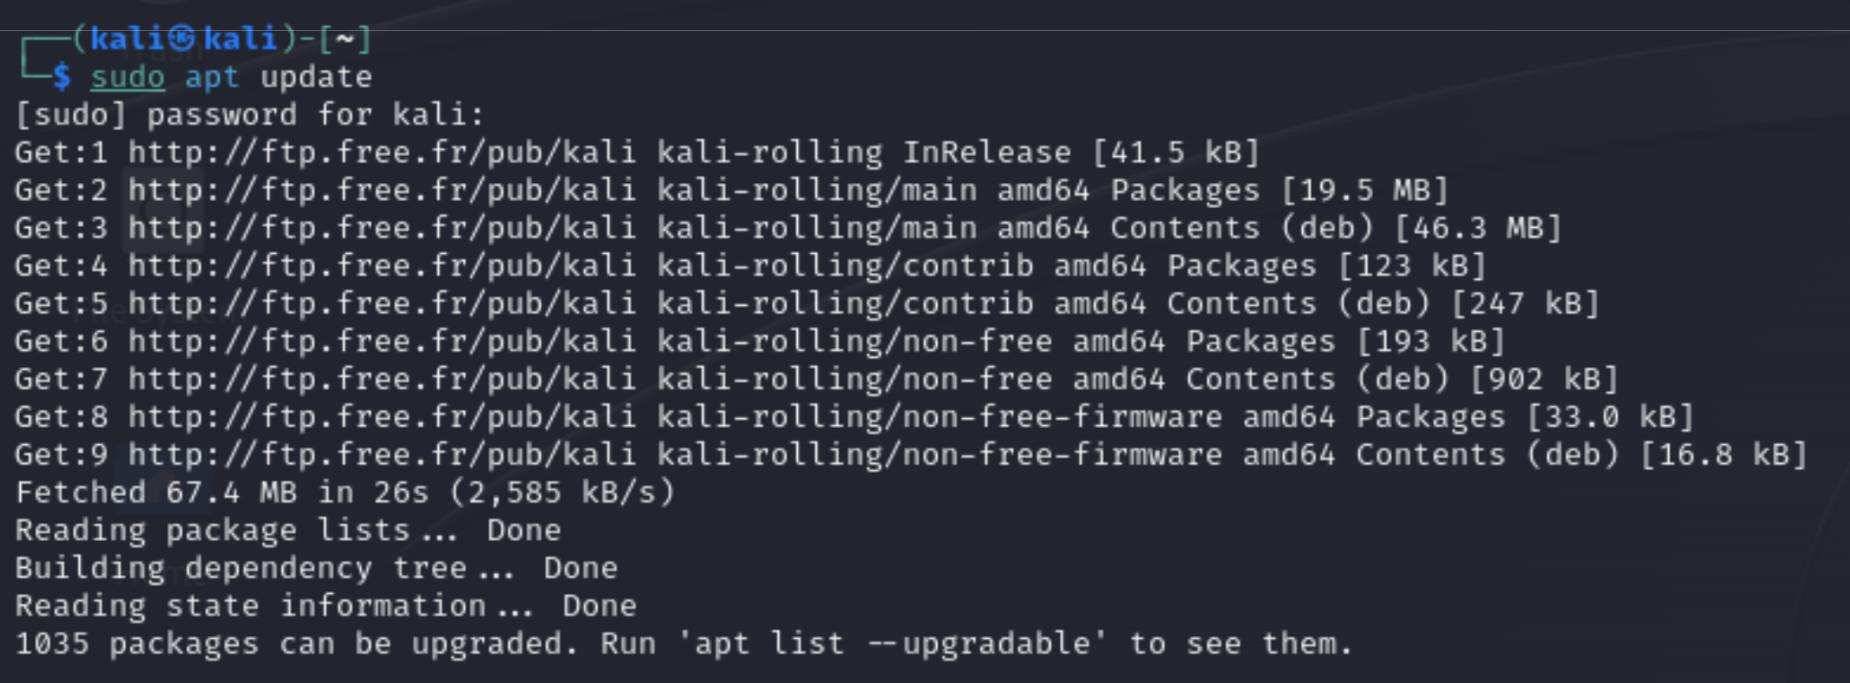 ┌──(kali㉿kali)-[~]
└─$ sudo apt update
[sudo] password for kali:
Get:1 http://ftp.free.fr/pub/kali kali-rolling InRelease [41.5 kB]
Get:2 http://ftp.free.fr/pub/kali kali-rolling/main amd64 Packages [19.5 MB]
Get:3 http://ftp.free.fr/pub/kali kali-rolling/main amd64 Contents (deb) [46.3 MB]
Get:4 http://ftp.free.fr/pub/kali kali-rolling/contrib amd64 Packages [123 kB]
Get:5 http://ftp.free.fr/pub/kali kali-rolling/contrib amd64 Contents (deb) [247 kB]
Get:6 http://ftp.free.fr/pub/kali kali-rolling/non-free amd64 Packages [193 kB]
Get:7 http://ftp.free.fr/pub/kali kali-rolling/non-free amd64 Contents (deb) [902 kB]
Get:8 http://ftp.free.fr/pub/kali kali-rolling/non-free-firmware amd64 Packages [33.0 kB]
Get:9 http://ftp.free.fr/pub/kali kali-rolling/non-free-firmware amd64 Contents (deb) [16.8 kB]
Fetched 67.4 MB in 26s (2,585 kB/s)
Reading package lists... Done
Building dependency tree... Done
Reading state information... Done
1035 packages can be upgraded. Run 'apt list --upgradable' to see them.